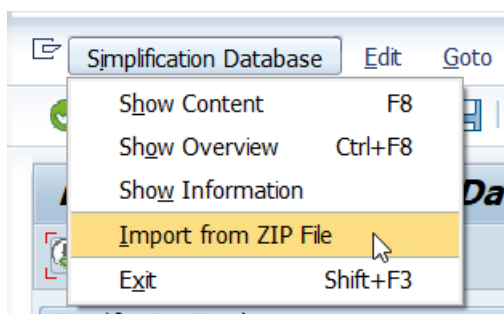 Simplification Database Edit Goto
Show Content F8
Show Overview Ctrl+F8
Show Information
Da
Import from ZIP File
Exit Shift+F3